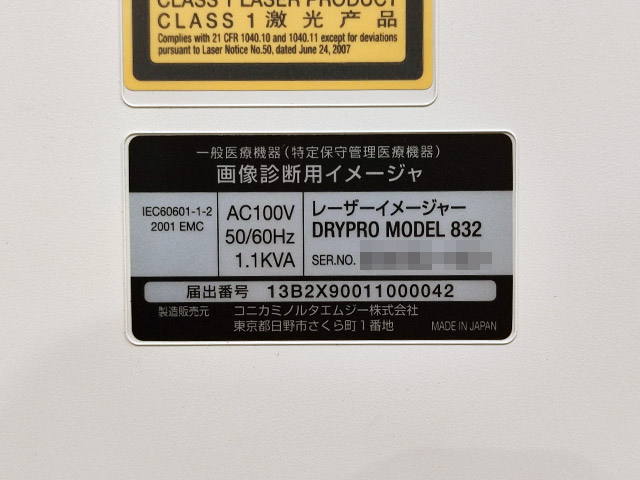 CLASS 1 LASER PRODUCT
CLASS 1 激光产品
Complies with 21 CFR 1040.10 and 1040.11 except for deviations
pursuant to Laser Notice No.50, dated June 24, 2007
一般医療機器(特定保守管理医療機器)
画像診断用イメージャ
IEC60601-1-2
2001 EMC
AC100V
50/60Hz
1.1KVA
レーザーイメージャー
DRYPRO MODEL 832
SER.NO.
届出番号 13B2X90011000042
製造販売元 コニカミノルタエムジー株式会社
東京都日野市さくら町1番地 MADE IN JAPAN